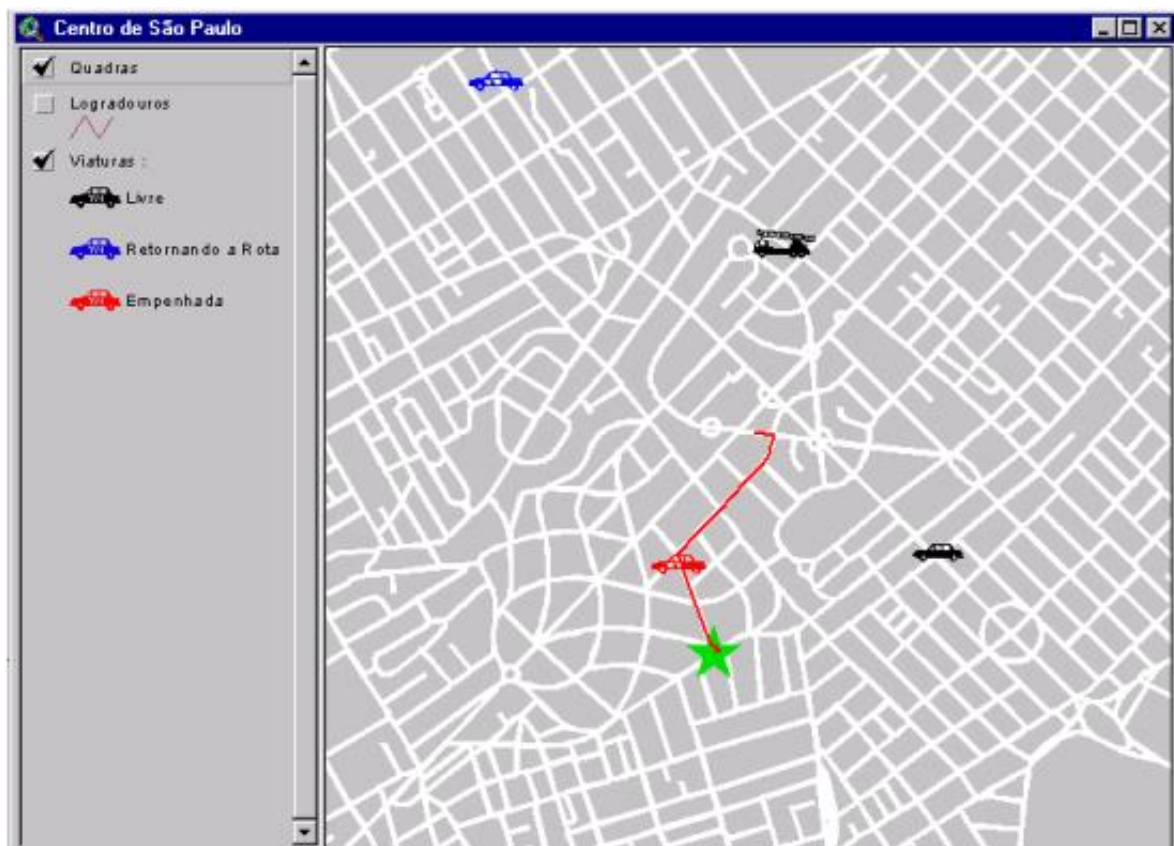 Centro de São Paulo
Quadras
Logradouros
Viaturas :
Livre
Retornando a Rota
Empenhada